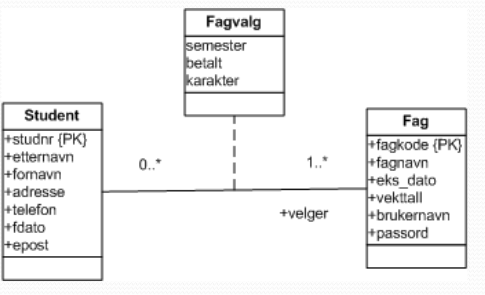 Fagvalg
semester
betalt
karakter
Student
+studnr {PK}
+etternavn
+fornavn
+adresse
+telefon
+fdato
+epost
0..*
1..*
+velger
Fag
+fagkode {PK}
+fagnavn
+eks_dato
+vekttall
+brukernavn
+passord